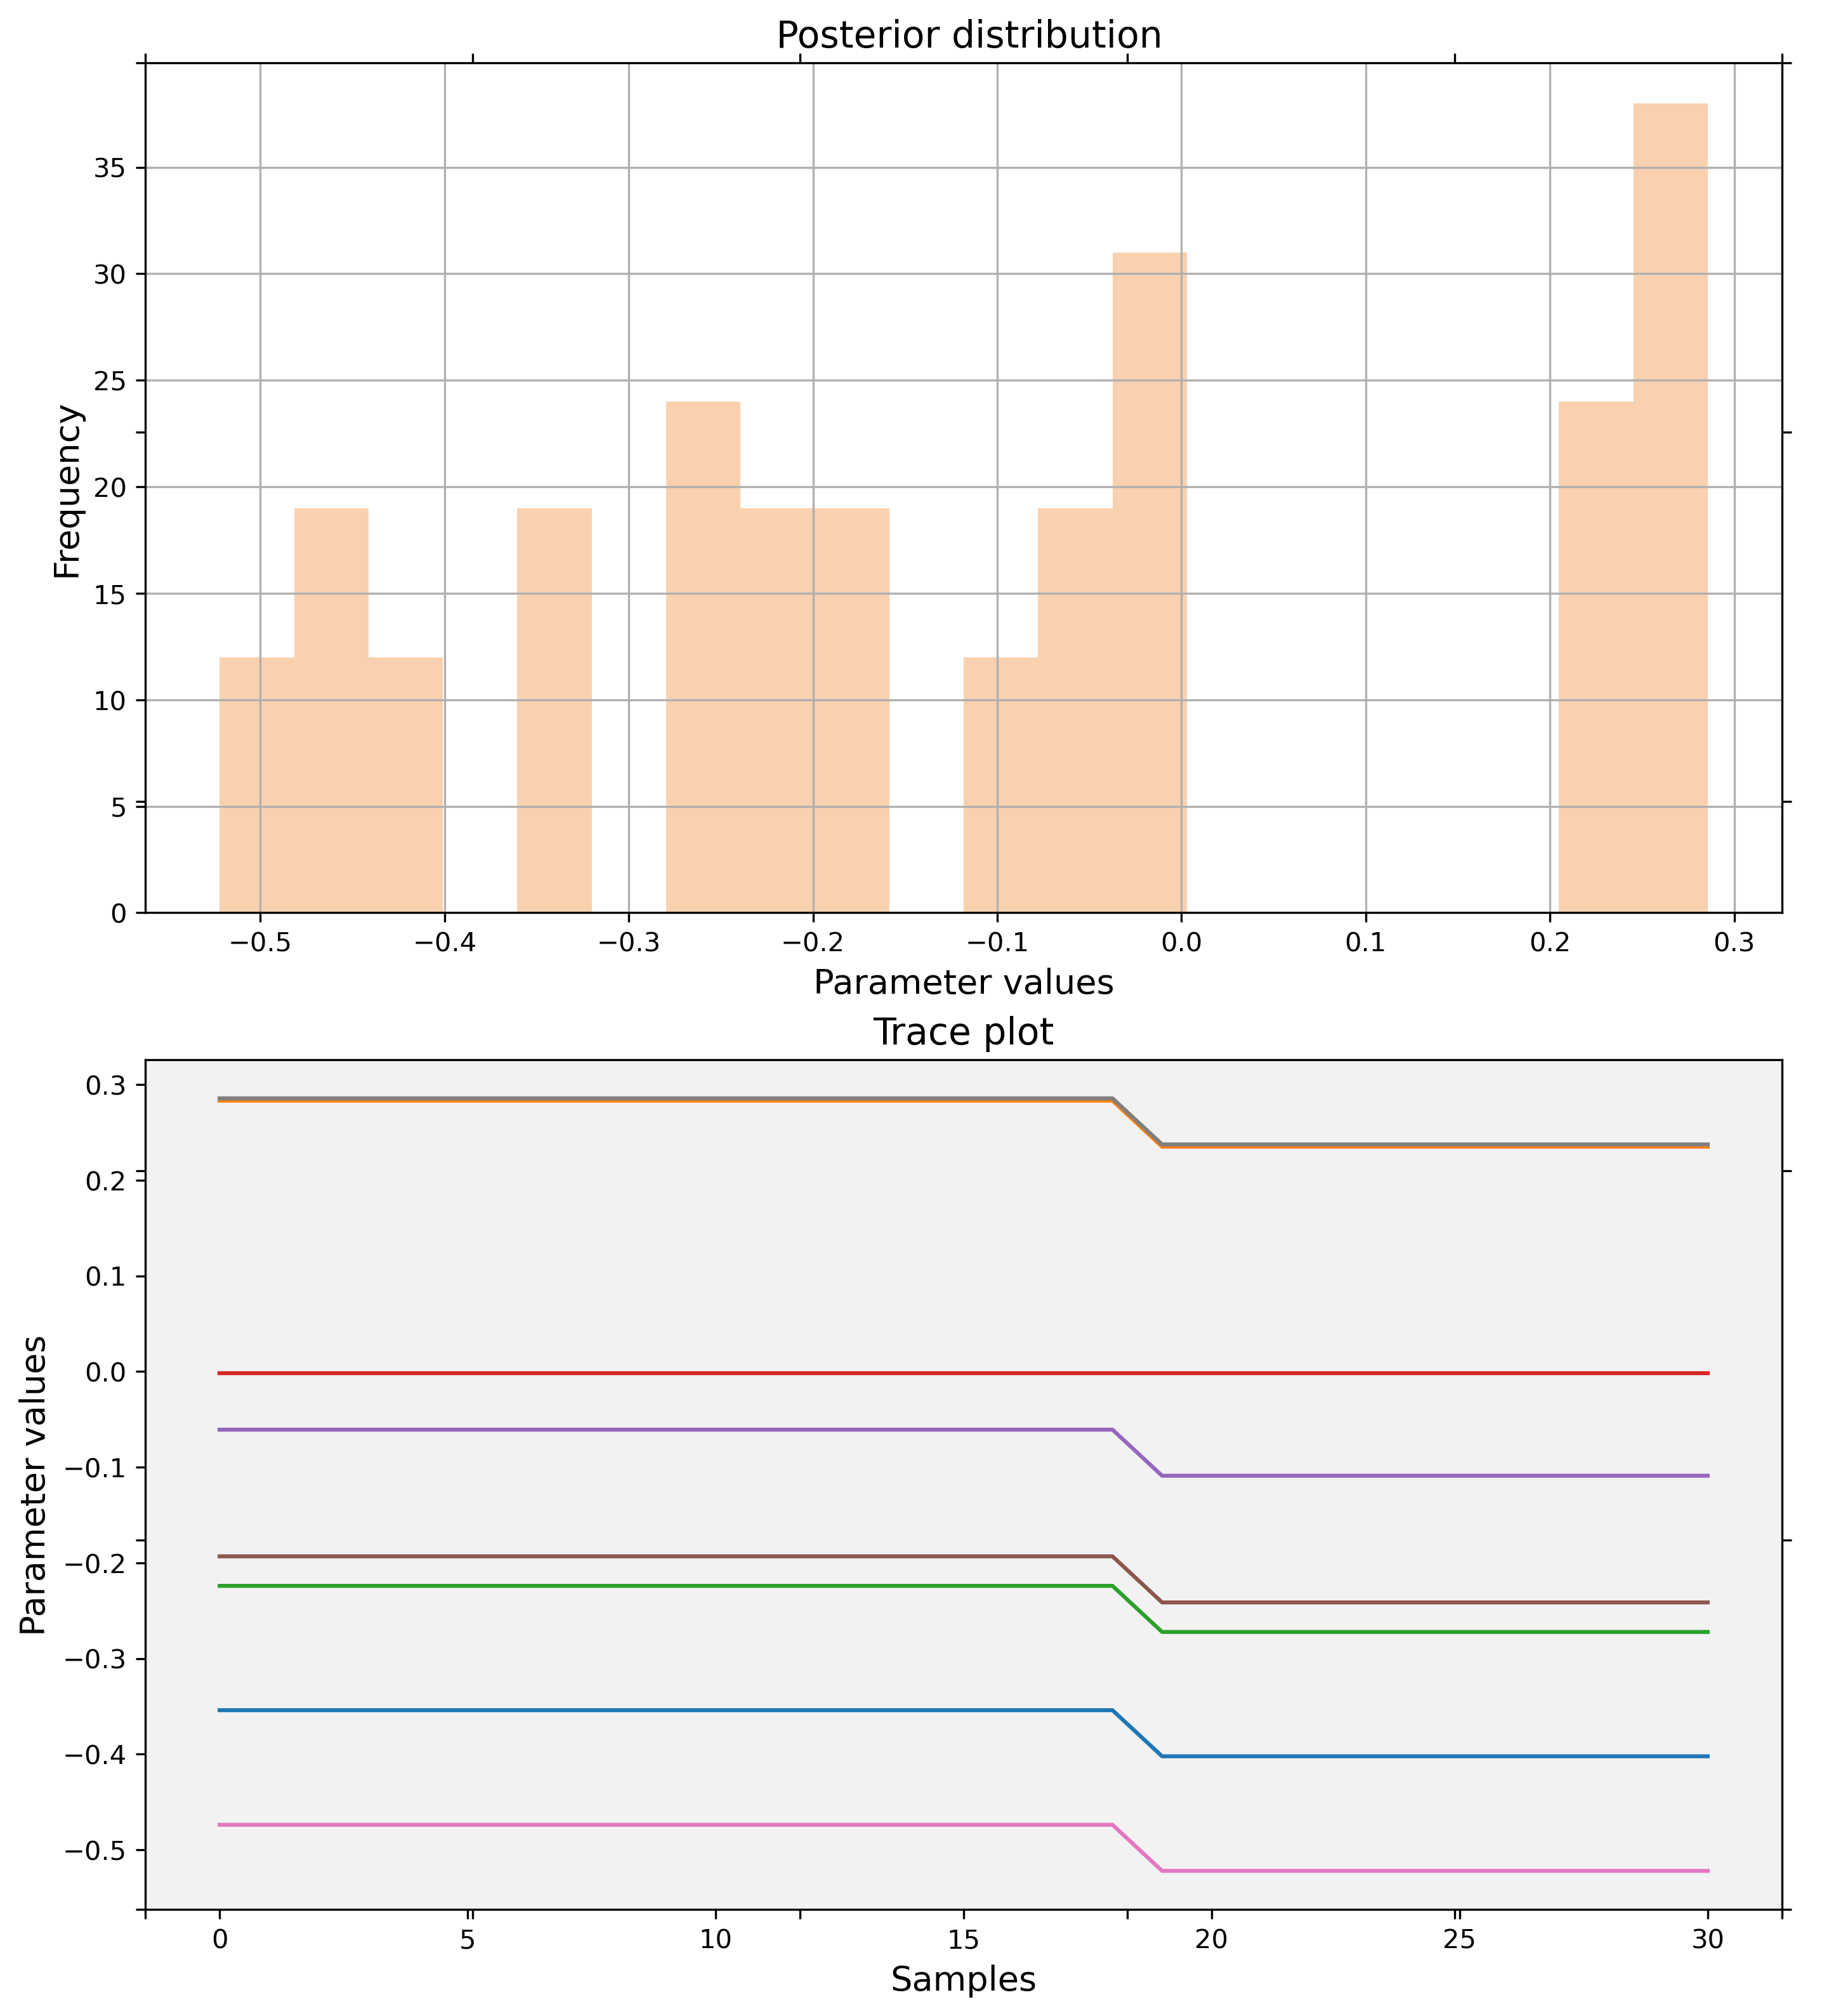 Posterior distribution
35
30
25
20
15
10
5
0
Frequency
−0.5 −0.4 −0.3 −0.2 −0.1 0.0 0.1 0.2 0.3
Parameter values
Trace plot
0.3
0.2
0.1
0.0
−0.1
−0.2
−0.3
−0.4
−0.5
Parameter values
0 5 10 15 20 25 30
Samples